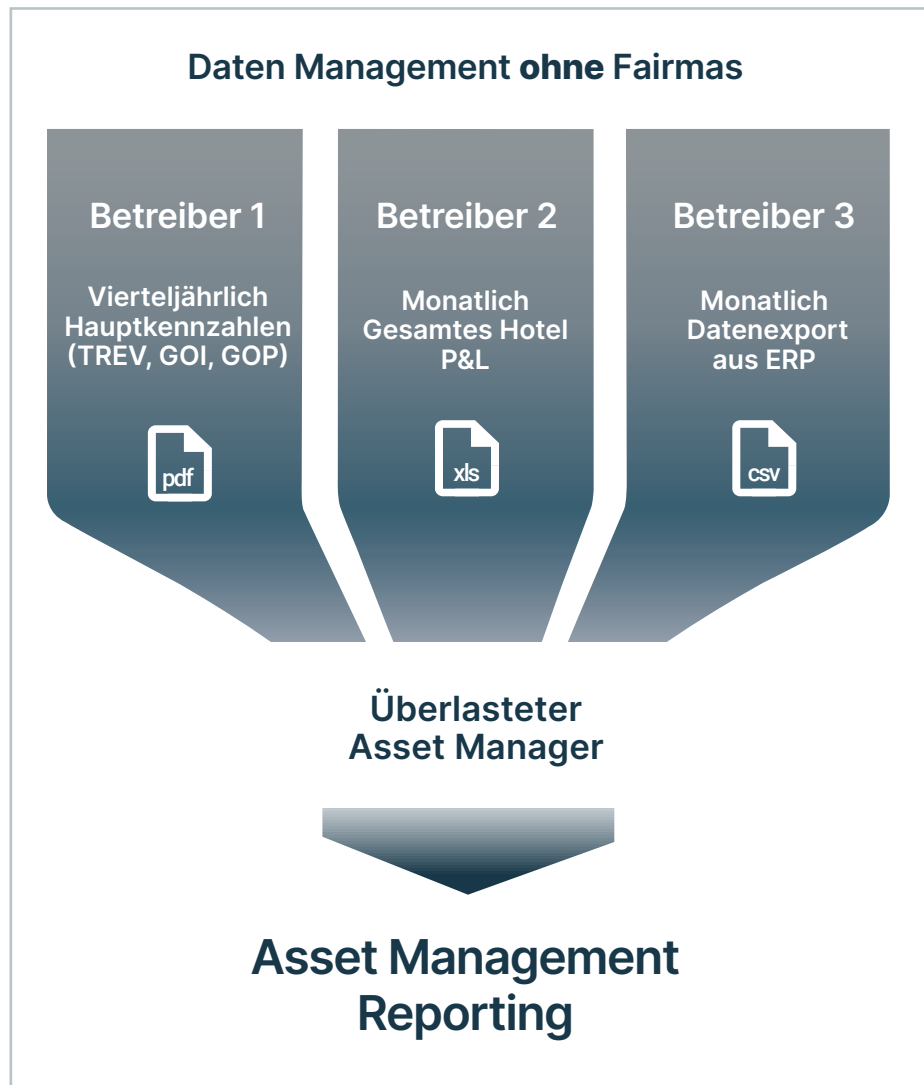 Daten Management ohne Fairmas
Betreiber 1
Vierteljährlich
Hauptkennzahlen
(TREV, GOI, GOP)
pdf
Betreiber 2
Monatlich
Gesamtes Hotel
P&L
xls
Betreiber 3
Monatlich
Datenexport
aus ERP
csv
Überlasteter
Asset Manager
Asset Management
Reporting